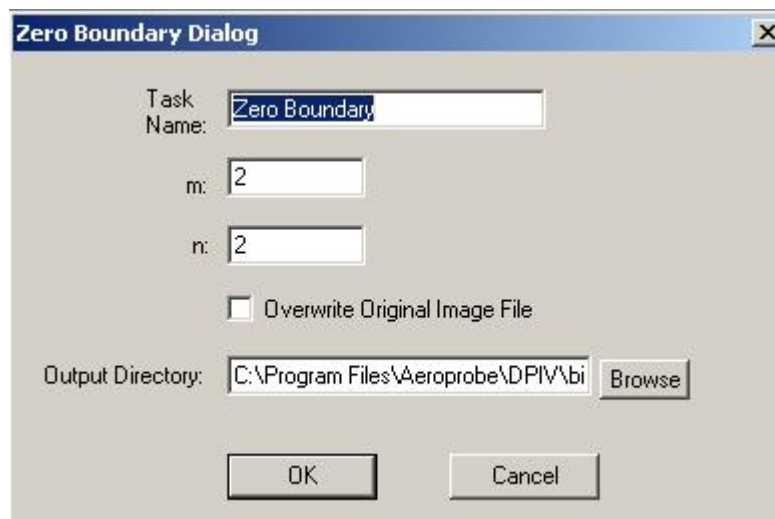 Zero Boundary Dialog
Task
Name:
Zero Boundary
m:
2
n:
2
Overwrite Original Image File
Output Directory:
C:\Program Files\Aeroprobe\DPIV\bi
Browse
OK
Cancel